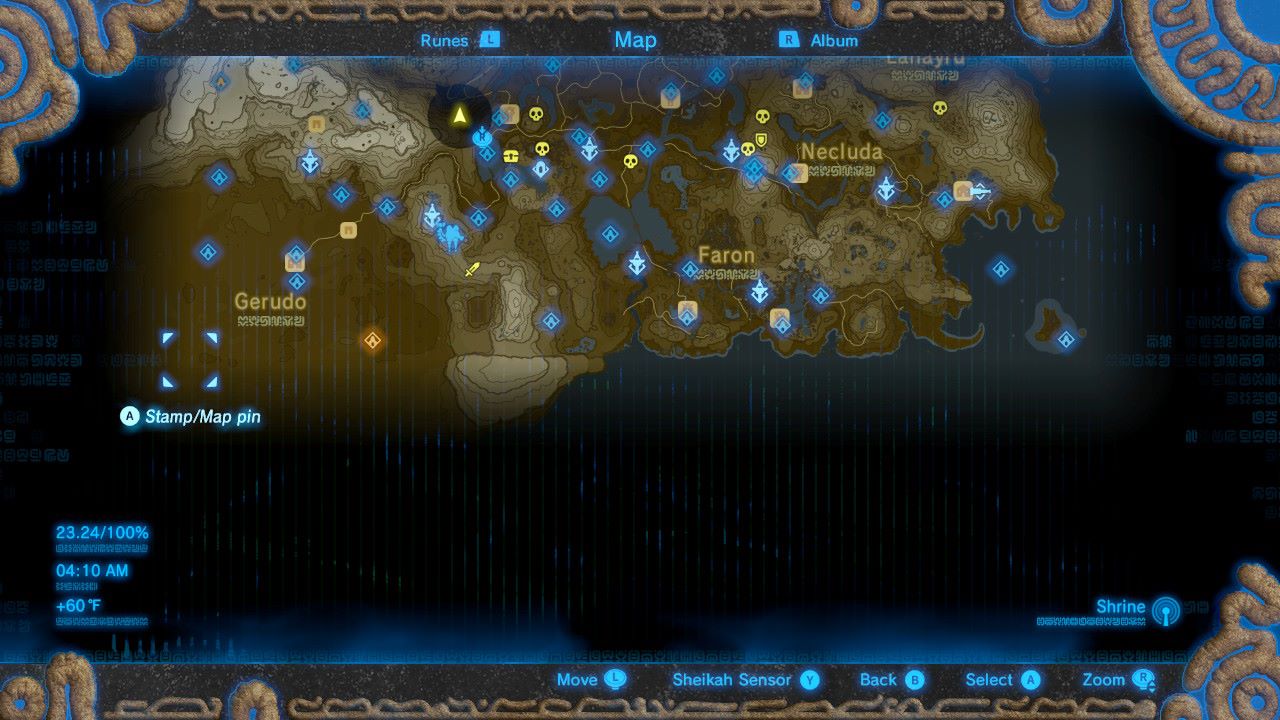 Runes L
Map
R Album
Lanayru
Necluda
Faron
Gerudo
A Stamp/Map pin
23.24/100%
04:10 AM
+60°F
Shrine
Move L
Sheikah Sensor Y
Back B
Select A
Zoom R